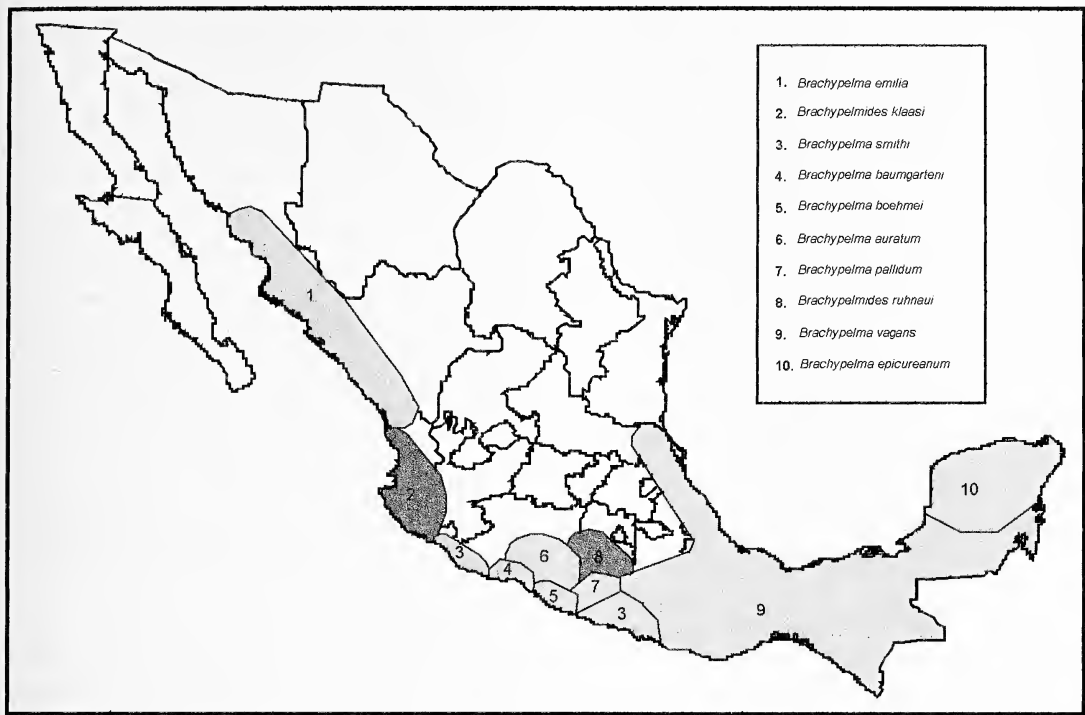 1. Brachypelma emilia
2. Brachypelmides klaasi
3. Brachypelma smithi
4. Brachypelma baumgarteni
5. Brachypelma boehmei
6. Brachypelma auratum
7. Brachypelma pallidum
8. Brachypelmides ruhnaui
9. Brachypelma vagans
10. Brachypelma epicureanum
1
2
10
3
4
6
8
5
7
3
9